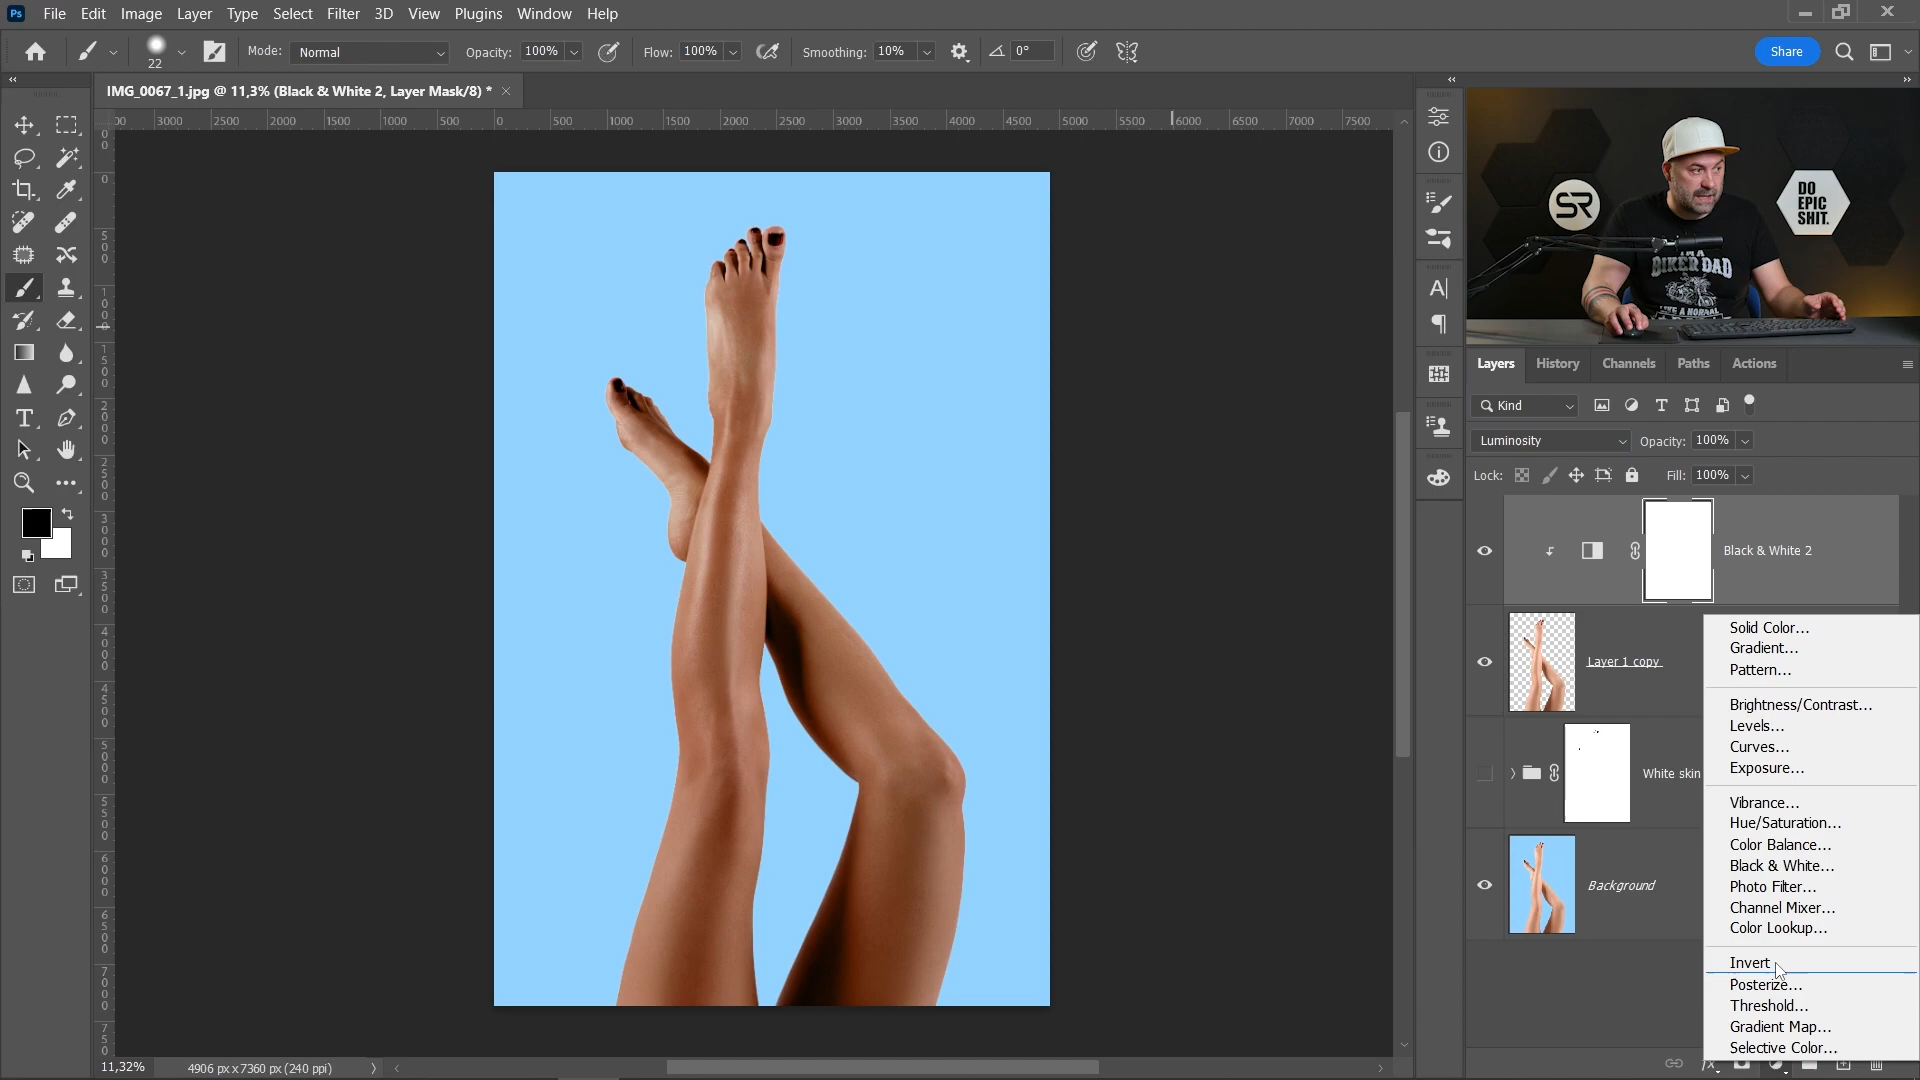 Ps File Edit Image Layer Type Select Filter 3D View Plugins Window Help
22 Mode: Normal Opacity: 100% Flow: 100% Smoothing: 10% 0° Share
IMG_0067_1.jpg @ 11,3% (Black & White 2, Layer Mask/8) *
3000 2500 2000 1500 1000 500 0 500 1000 1500 2000 2500 3000 3500 4000 4500 5000 5500 6000 6500 7000 7500
SR
DO
EPIC
SHIT.
I'M A
BIKER DAD
LIKE A NORMAL
Layers History Channels Paths Actions
Kind
Luminosity Opacity: 100%
Lock: Fill: 100%
Black & White 2
Layer 1 copy
White skin
Background
Solid Color...
Gradient...
Pattern...
Brightness/Contrast...
Levels...
Curves...
Exposure...
Vibrance...
Hue/Saturation...
Color Balance...
Black & White...
Photo Filter...
Channel Mixer...
Color Lookup...
Invert
Posterize...
Threshold...
Gradient Map...
Selective Color...
11,32% 4906 px x 7360 px (240 ppi)